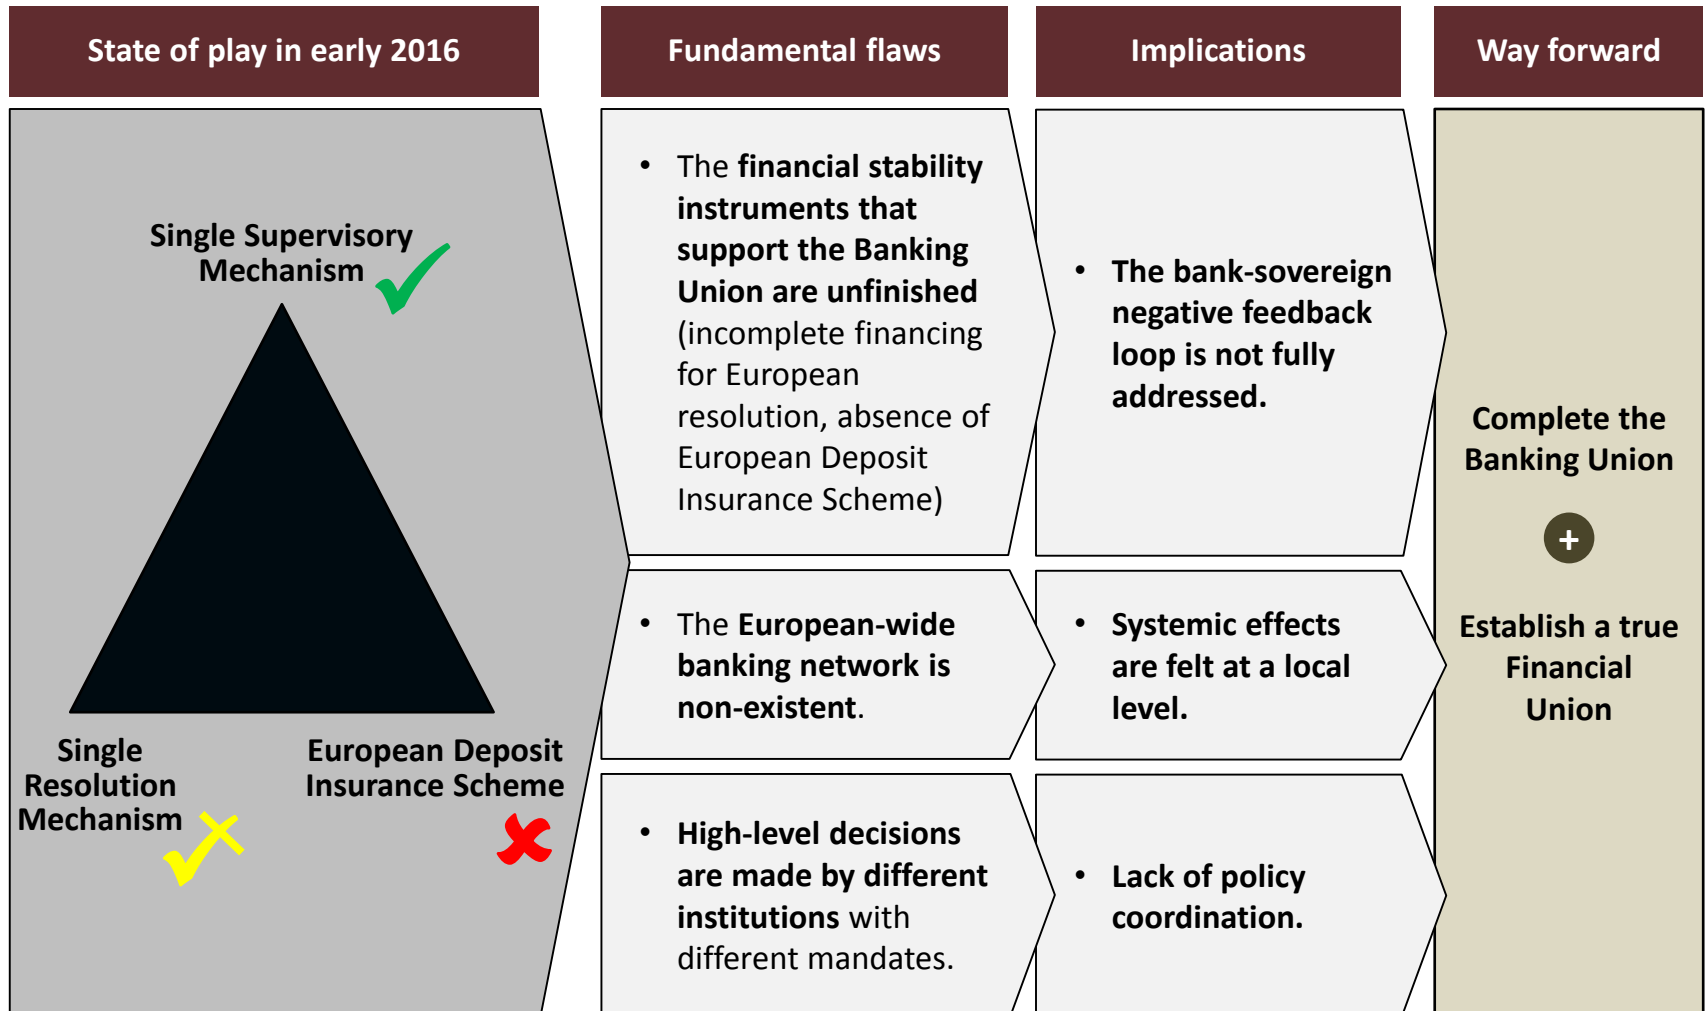 State of play in early 2016
Fundamental flaws
Implications
Way forward
Single Supervisory
Mechanism
Single
Resolution
Mechanism
European Deposit
Insurance Scheme
• The financial stability
instruments that
support the Banking
Union are unfinished
(incomplete financing
for European
resolution, absence of
European Deposit
Insurance Scheme)
• The bank-sovereign
negative feedback
loop is not fully
addressed.
• The European-wide
banking network is
non-existent.
• Systemic effects
are felt at a local
level.
• High-level decisions
are made by different
institutions with
different mandates.
• Lack of policy
coordination.
Complete the
Banking Union
+
Establish a true
Financial
Union